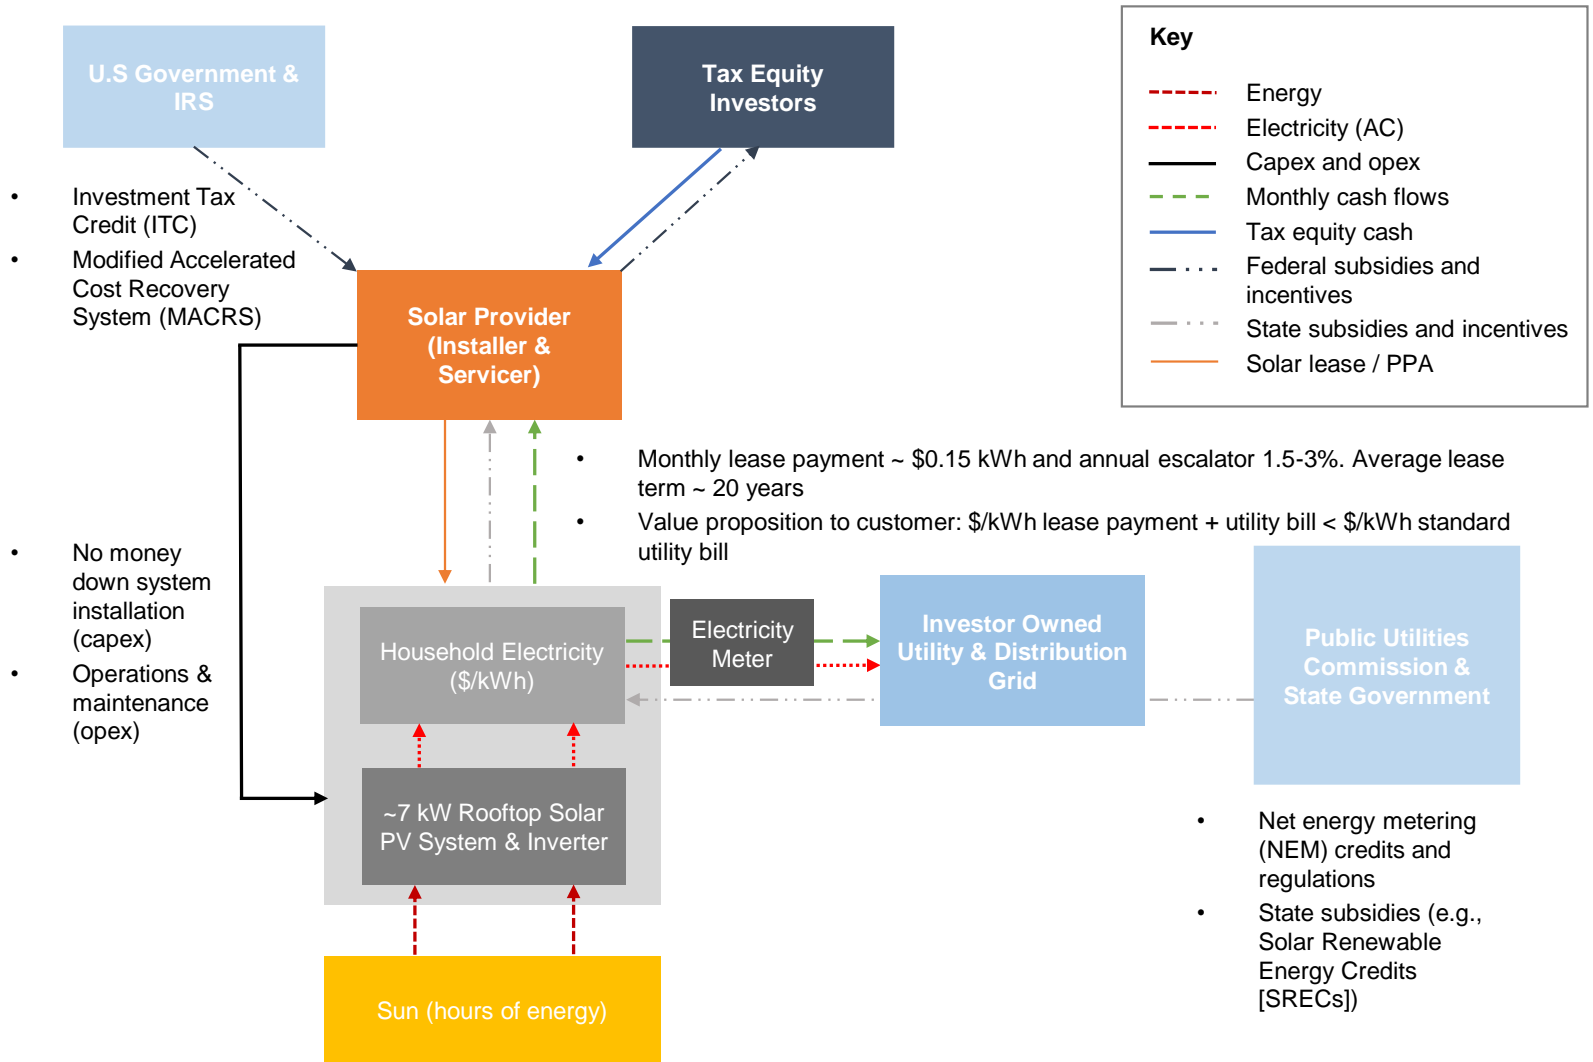 U.S Government &
IRS
Tax Equity
Investors
Key
Energy
Electricity (AC)
Capex and opex
Monthly cash flows
Tax equity cash
Federal subsidies and
incentives
State subsidies and incentives
Solar lease / PPA
• Investment Tax
Credit (ITC)
• Modified Accelerated
Cost Recovery
System (MACRS)
Solar Provider
(Installer &
Servicer)
• Monthly lease payment ~ $0.15 kWh and annual escalator 1.5-3%. Average lease
term ~ 20 years
• Value proposition to customer: $/kWh lease payment + utility bill < $/kWh standard
utility bill
• No money
down system
installation
(capex)
• Operations &
maintenance
(opex)
Household Electricity
($/kWh)
Electricity
Meter
Investor Owned
Utility & Distribution
Grid
Public Utilities
Commission &
State Government
~7 kW Rooftop Solar
PV System & Inverter
• Net energy metering
(NEM) credits and
regulations
• State subsidies (e.g.,
Solar Renewable
Energy Credits
[SRECs])
Sun (hours of energy)